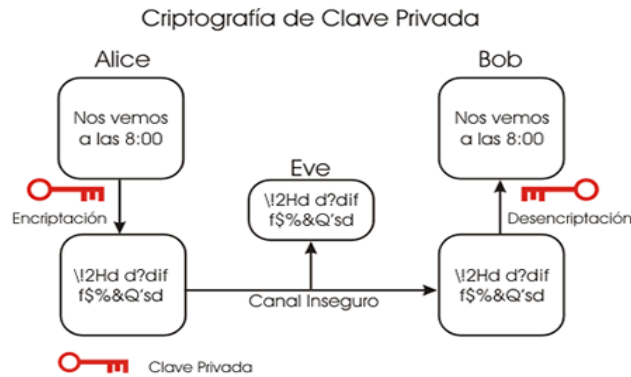 Criptografía de Clave Privada
Alice
Bob
Nos vemos
a las 8:00
Nos vemos
a las 8:00
Eve
\!2Hd d?dif
f$%&Q'sd
Encriptación
Desencriptación
\!2Hd d?dif
f$%&Q'sd
Canal Inseguro
\!2Hd d?dif
f$%&Q'sd
Clave Privada